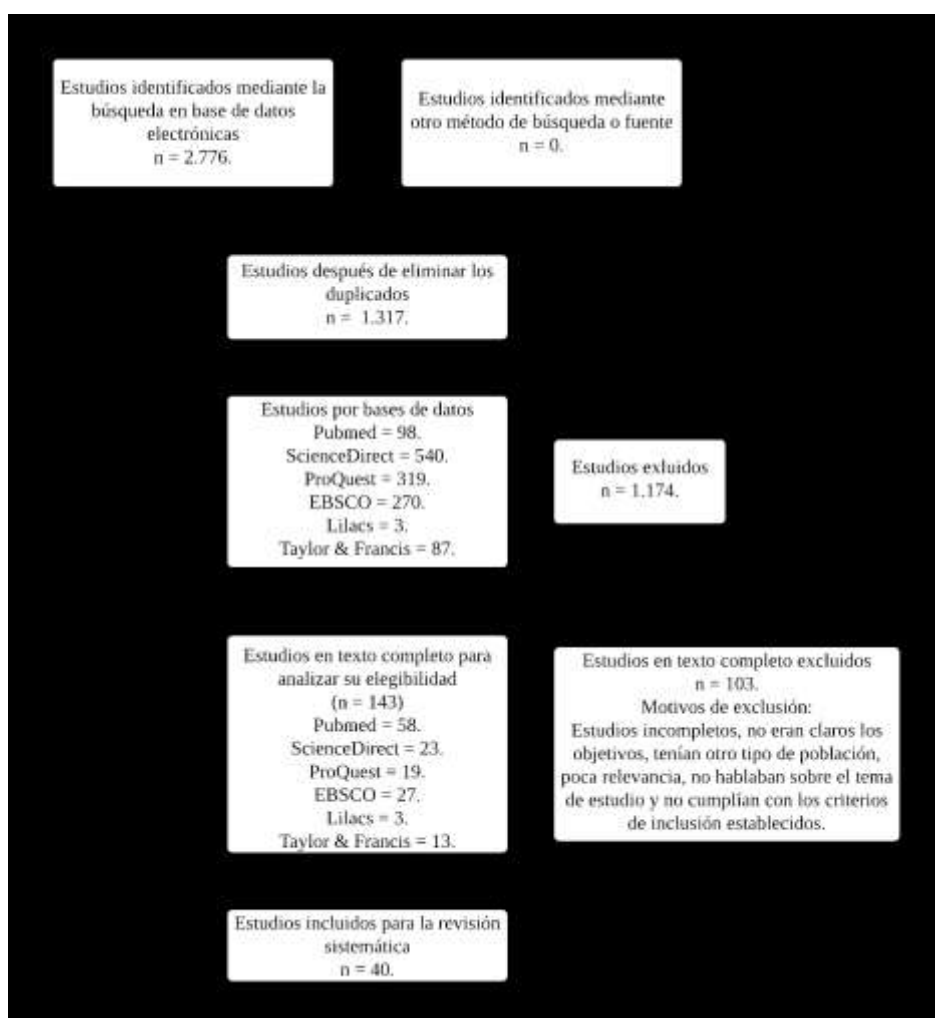 Estudios identificados mediante la
búsqueda en base de datos
electrónicas
n = 2.776.
Estudios identificados mediante
otro método de búsqueda o fuente
n = 0.
Estudios después de eliminar los
duplicados
n = 1.317.
Estudios por bases de datos
Pubmed = 98.
ScienceDirect = 540.
ProQuest = 319.
EBSCO = 270.
Lilacs = 3.
Taylor & Francis = 87.
Estudios exluidos
n = 1.174.
Estudios en texto completo para
analizar su elegibilidad
(n = 143)
Pubmed = 58.
ScienceDirect = 23.
ProQuest = 19.
EBSCO = 27.
Lilacs = 3.
Taylor & Francis = 13.
Estudios en texto completo excluidos
n = 103.
Motivos de exclusión:
Estudios incompletos, no eran claros los
objetivos, tenían otro tipo de población,
poca relevancia, no hablaban sobre el tema
de estudio y no cumplían con los criterios
de inclusión establecidos.
Estudios incluidos para la revisión
sistemática
n = 40.